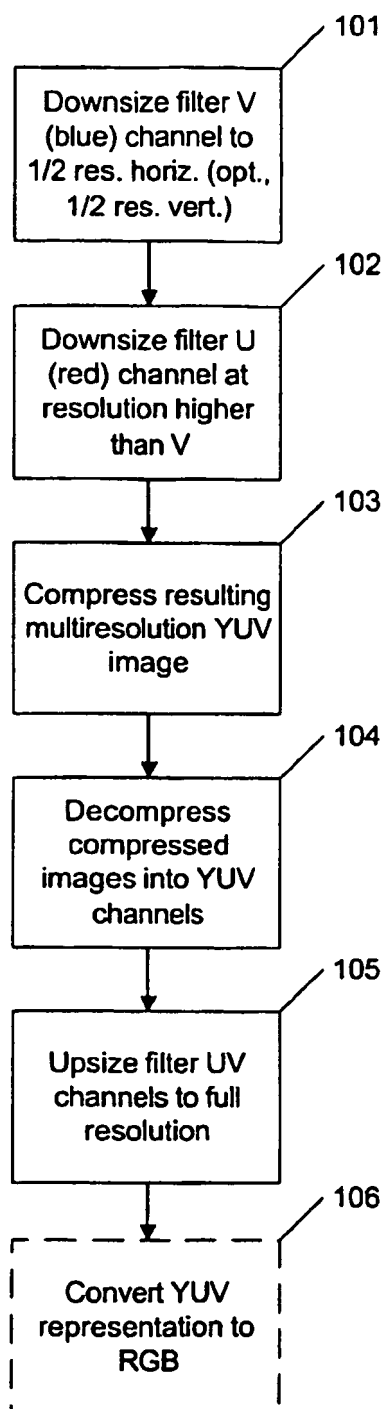 101
Downsize filter V
(blue) channel to
1/2 res. horiz. (opt.,
1/2 res. vert.)
102
Downsize filter U
(red) channel at
resolution higher
than V
103
Compress resulting
multiresolution YUV
image
104
Decompress
compressed
images into YUV
channels
105
Upsize filter UV
channels to full
resolution
106
Convert YUV
representation to
RGB